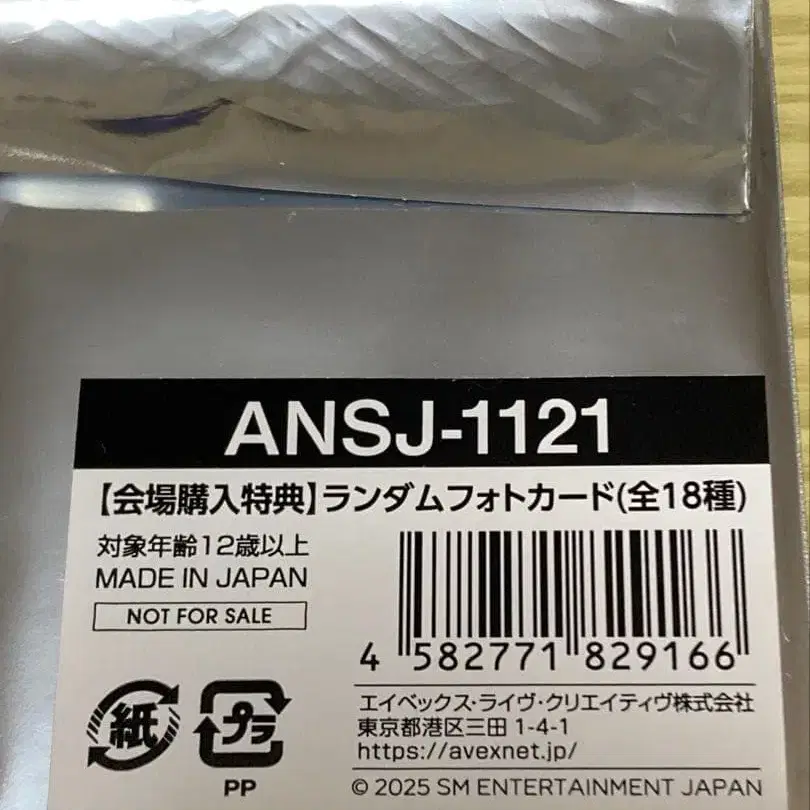 ANSJ-1121
【会場購入特典】ランダムフォトカード(全18種)
対象年齢12歳以上
MADE IN JAPAN
NOT FOR SALE
4 582771 829166
紙
プラ
PP
エイベックス・ライヴ・クリエイティヴ株式会社
東京都港区三田 1-4-1
https://avexnet.jp/
© 2025 SM ENTERTAINMENT JAPAN